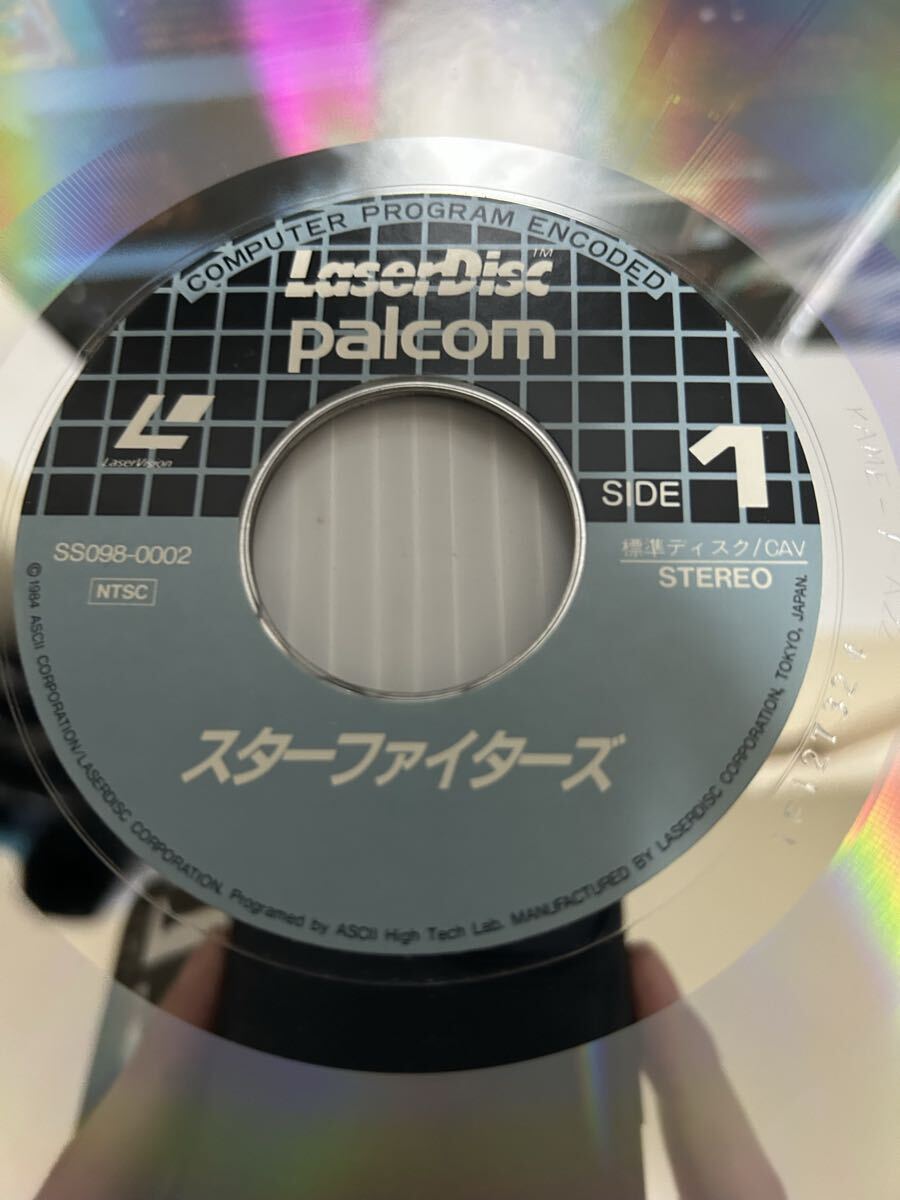 COMPUTER PROGRAM ENCODED
LaserDisc™
palcom
LaserVision
SIDE 1
SS098-0002
標準ディスク/CAV
NTSC
STEREO
スターファイターズ
©1984 ASCII CORPORATION/LASERDISC CORPORATION. Programed by ASCII High Tech Lab. MANUFACTURED BY LASERDISC CORPORATION, TOKYO, JAPAN.